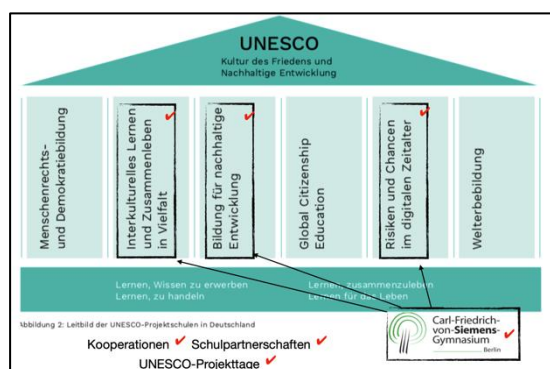 UNESCO
Kultur des Friedens und
Nachhaltige Entwicklung
Menschenrechts-
und Demokratiebildung
Interkulturelles Lernen
und Zusammenleben
in Vielfalt
Bildung für nachhaltige
Entwicklung
Global Citizenship
Education
Risiken und Chancen
im digitalen Zeitalter
Welterbebildung
Lernen, Wissen zu erwerben
Lernen, zu handeln
Lernen, zusammenzuleben
Lernen für das Leben
Abbildung 2: Leitbild der UNESCO-Projektschulen in Deutschland
Carl-Friedrich-
von-Siemens-
Gymnasium
Berlin
Kooperationen ✓ Schulpartnerschaften ✓
UNESCO-Projekttage ✓